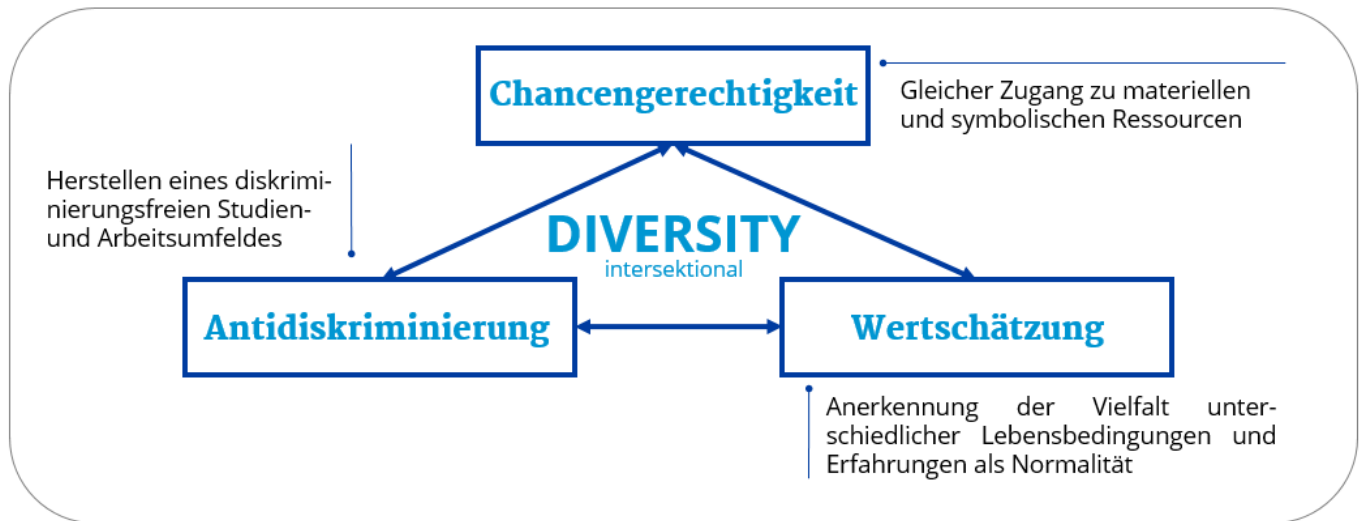 Chancengerechtigkeit
Gleicher Zugang zu materiellen
und symbolischen Ressourcen
Herstellen eines diskrimi-
nierungsfreien Studien-
und Arbeitsumfeldes
DIVERSITY
intersektional
Antidiskriminierung
Wertschätzung
Anerkennung der Vielfalt unter-
schiedlicher Lebensbedingungen und
Erfahrungen als Normalität